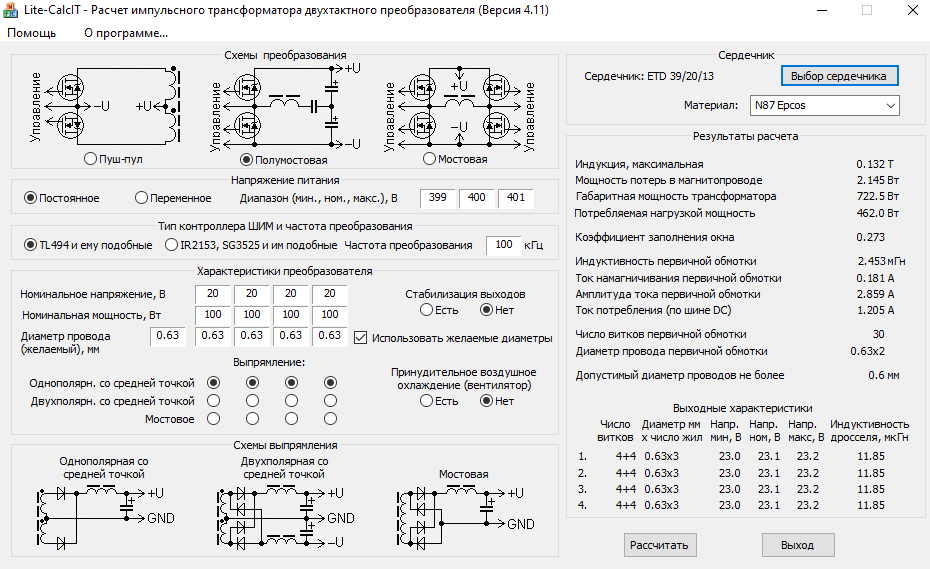 Lite-CalcIT - Расчет импульсного трансформатора двухтактного преобразователя (Версия 4.11)
Помощь О программе...
Схемы преобразования
Управление
-U
+U
Пуш-пул
Управление
+U
-U
Управление
Полумостовая
Управление
+U
-U
Управление
Мостовая
Напряжение питания
Постоянное Переменное Диапазон (мин., ном., макс.), В 399 400 401
Тип контроллера ШИМ и частота преобразования
TL494 и ему подобные IR2153, SG3525 и им подобные Частота преобразования 100 кГц
Характеристики преобразователя
Номинальное напряжение, В 20 20 20 20
Номинальная мощность, Вт 100 100 100 100
Диаметр провода (желаемый), мм 0.63 0.63 0.63 0.63 0.63
Стабилизация выходов
Есть Нет
Использовать желаемые диаметры
Выпрямление:
Однополярн. со средней точкой
Двухполярн. со средней точкой
Мостовое
Принудительное воздушное
охлаждение (вентилятор)
Есть Нет
Схемы выпрямления
Однополярная со
средней точкой
+U
GND
Двухполярная со
средней точкой
+U
GND
-U
Мостовая
+U
GND
Сердечник
Сердечник: ETD 39/20/13 Выбор сердечника
Материал: N87 Epcos
Результаты расчета
Индукция, максимальная 0.132 Т
Мощность потерь в магнитопроводе 2.145 Вт
Габаритная мощность трансформатора 722.5 Вт
Потребляемая нагрузкой мощность 462.0 Вт
Коэффициент заполнения окна 0.273
Индуктивность первичной обмотки 2.453 мГн
Ток намагничивания первичной обмотки 0.181 А
Амплитуда тока первичной обмотки 2.859 А
Ток потребления (по шине DC) 1.205 А
Число витков первичной обмотки 30
Диаметр провода первичной обмотки 0.63x2
Допустимый диаметр проводов не более 0.6 мм
Выходные характеристики
Число Диаметр мм Напр. Напр. Напр. Индуктивность
витков х число жил мин, В ном, В макс, В дросселя, мкГн
1. 4+4 0.63x3 23.0 23.1 23.2 11.85
2. 4+4 0.63x3 23.0 23.1 23.2 11.85
3. 4+4 0.63x3 23.0 23.1 23.2 11.85
4. 4+4 0.63x3 23.0 23.1 23.2 11.85
Рассчитать Выход